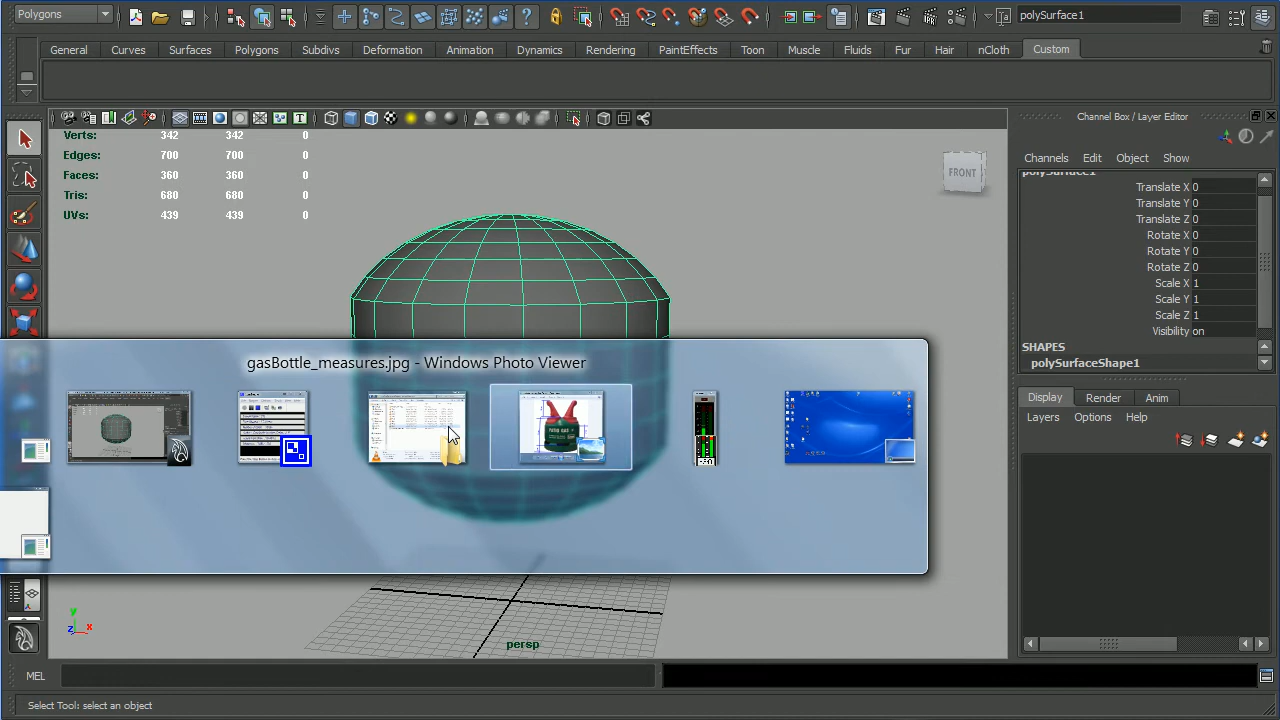 Polygons
polySurface1
General Curves Surfaces Polygons Subdivs Deformation Animation Dynamics Rendering PaintEffects Toon Muscle Fluids Fur Hair nCloth Custom
Channel Box / Layer Editor
Verts: 342 342 0
Edges: 700 700 0
Faces: 360 360 0
Tris: 680 680 0
UVs: 439 439 0
FRONT
Channels Edit Object Show
polySurface1
Translate X 0
Translate Y 0
Translate Z 0
Rotate X 0
Rotate Y 0
Rotate Z 0
Scale X 1
Scale Y 1
Scale Z 1
Visibility on
SHAPES
polySurfaceShape1
gasBottle_measures.jpg - Windows Photo Viewer
Display Render Anim
Layers Options Help
y
z x
persp
MEL
Select Tool: select an object